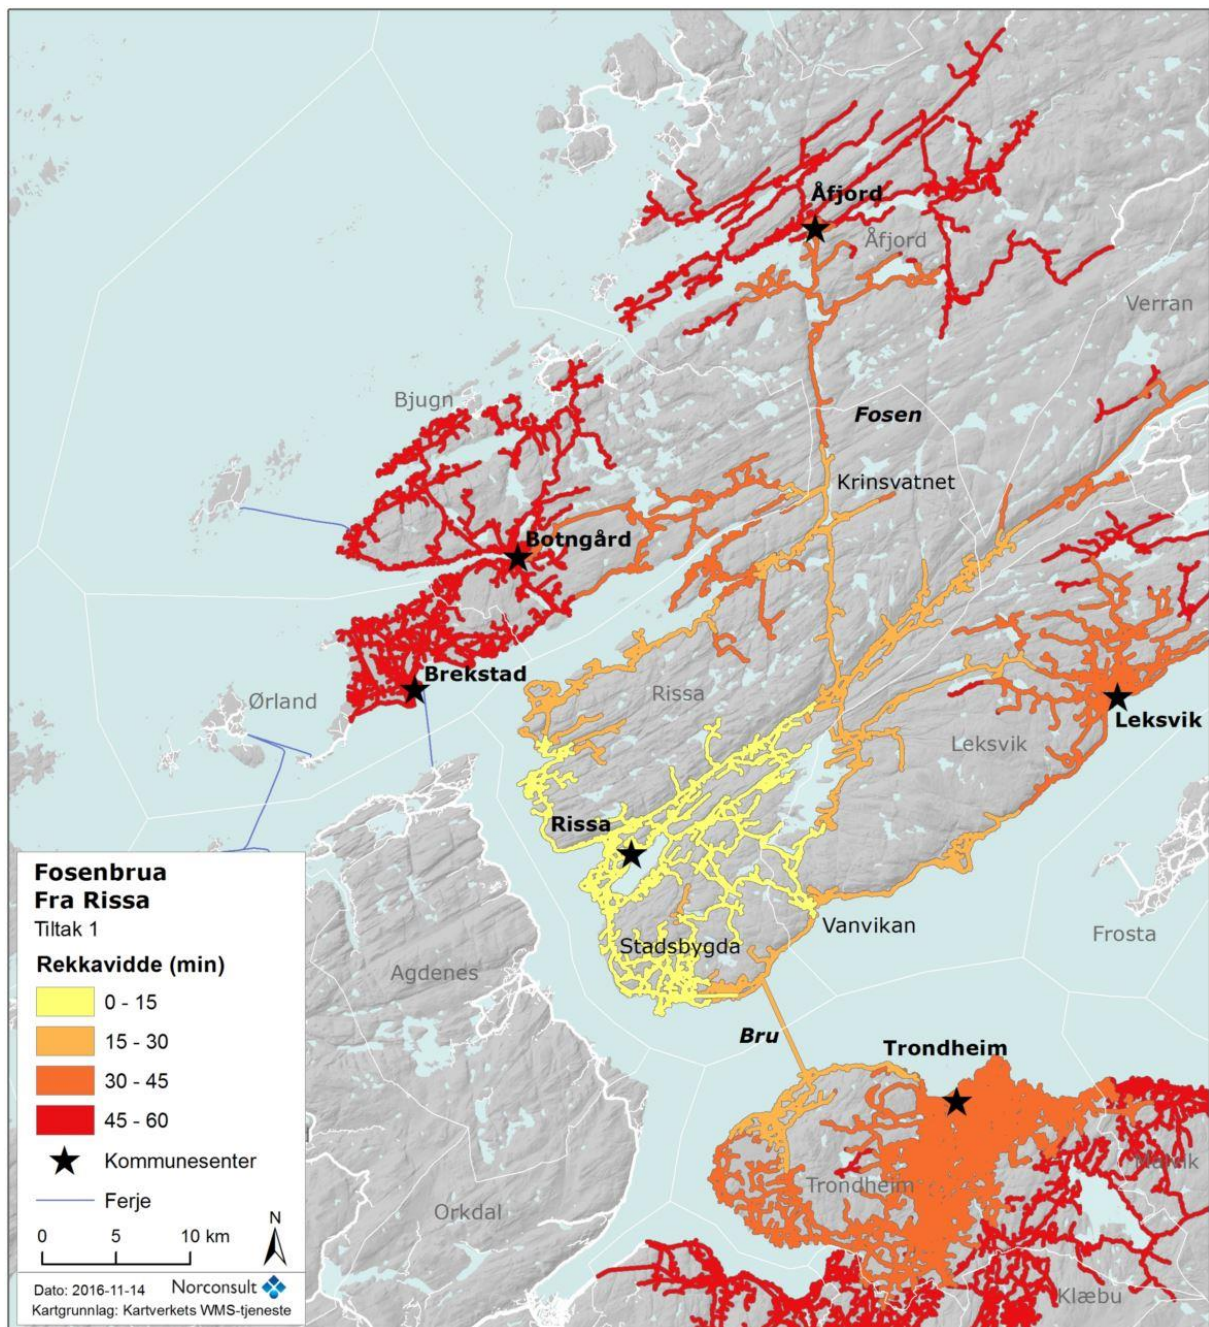 Åfjord
Åfjord
Verran
Bjugn
Fosen
Krinsvatnet
Botngård
Brekstad
Ørland
Rissa
Leksvik
Leksvik
Rissa
Vanvikan
Stadsbygda
Frosta
Agdenes
Bru
Trondheim
Malvik
Trondheim
Orkdal
Klæbu
Fosenbrua
Fra Rissa
Tiltak 1
Rekkavidde (min)
0 - 15
15 - 30
30 - 45
45 - 60
Kommunesenter
Ferje
N
0 5 10 km
Dato: 2016-11-14 Norconsult
Kartgrunnlag: Kartverkets WMS-tjeneste